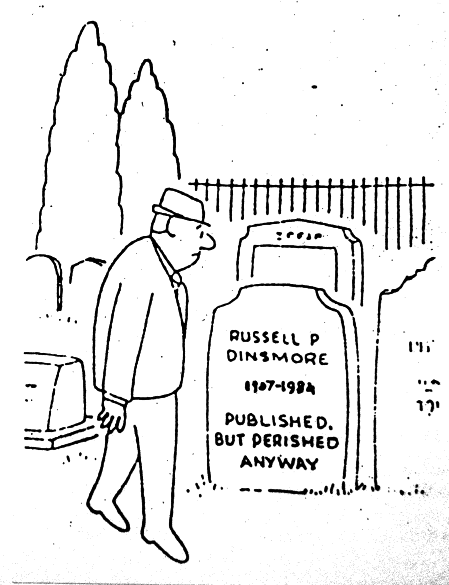 RUSSELL P
DINSMORE
1907-1984
PUBLISHED,
BUT PERISHED
ANYWAY